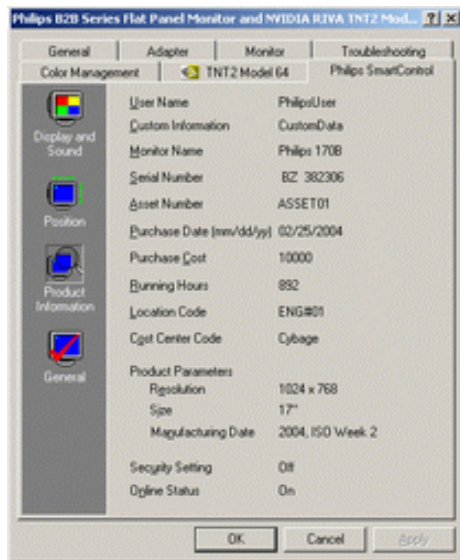 Philips B2B Series Flat Panel Monitor and NVIDIA RIVA TNT2 Mod... ? X
General Adapter Monitor Troubleshooting
Color Management TNT2 Model 64 Philips SmartControl
Display and Sound
Position
Product Information
General
User Name PhilipsUser
Custom Information CustomData
Monitor Name Philips 170B
Serial Number BZ 382306
Asset Number ASSET01
Purchase Date (mm/dd/yy) 02/25/2004
Purchase Cost 10000
Running Hours 892
Location Code ENG#01
Cost Center Code Cybage
Product Parameters
Resolution 1024 x 768
Size 17"
Magufacturing Date 2004, ISO Week 2
Security Setting Off
Online Status On
OK Cancel Apply